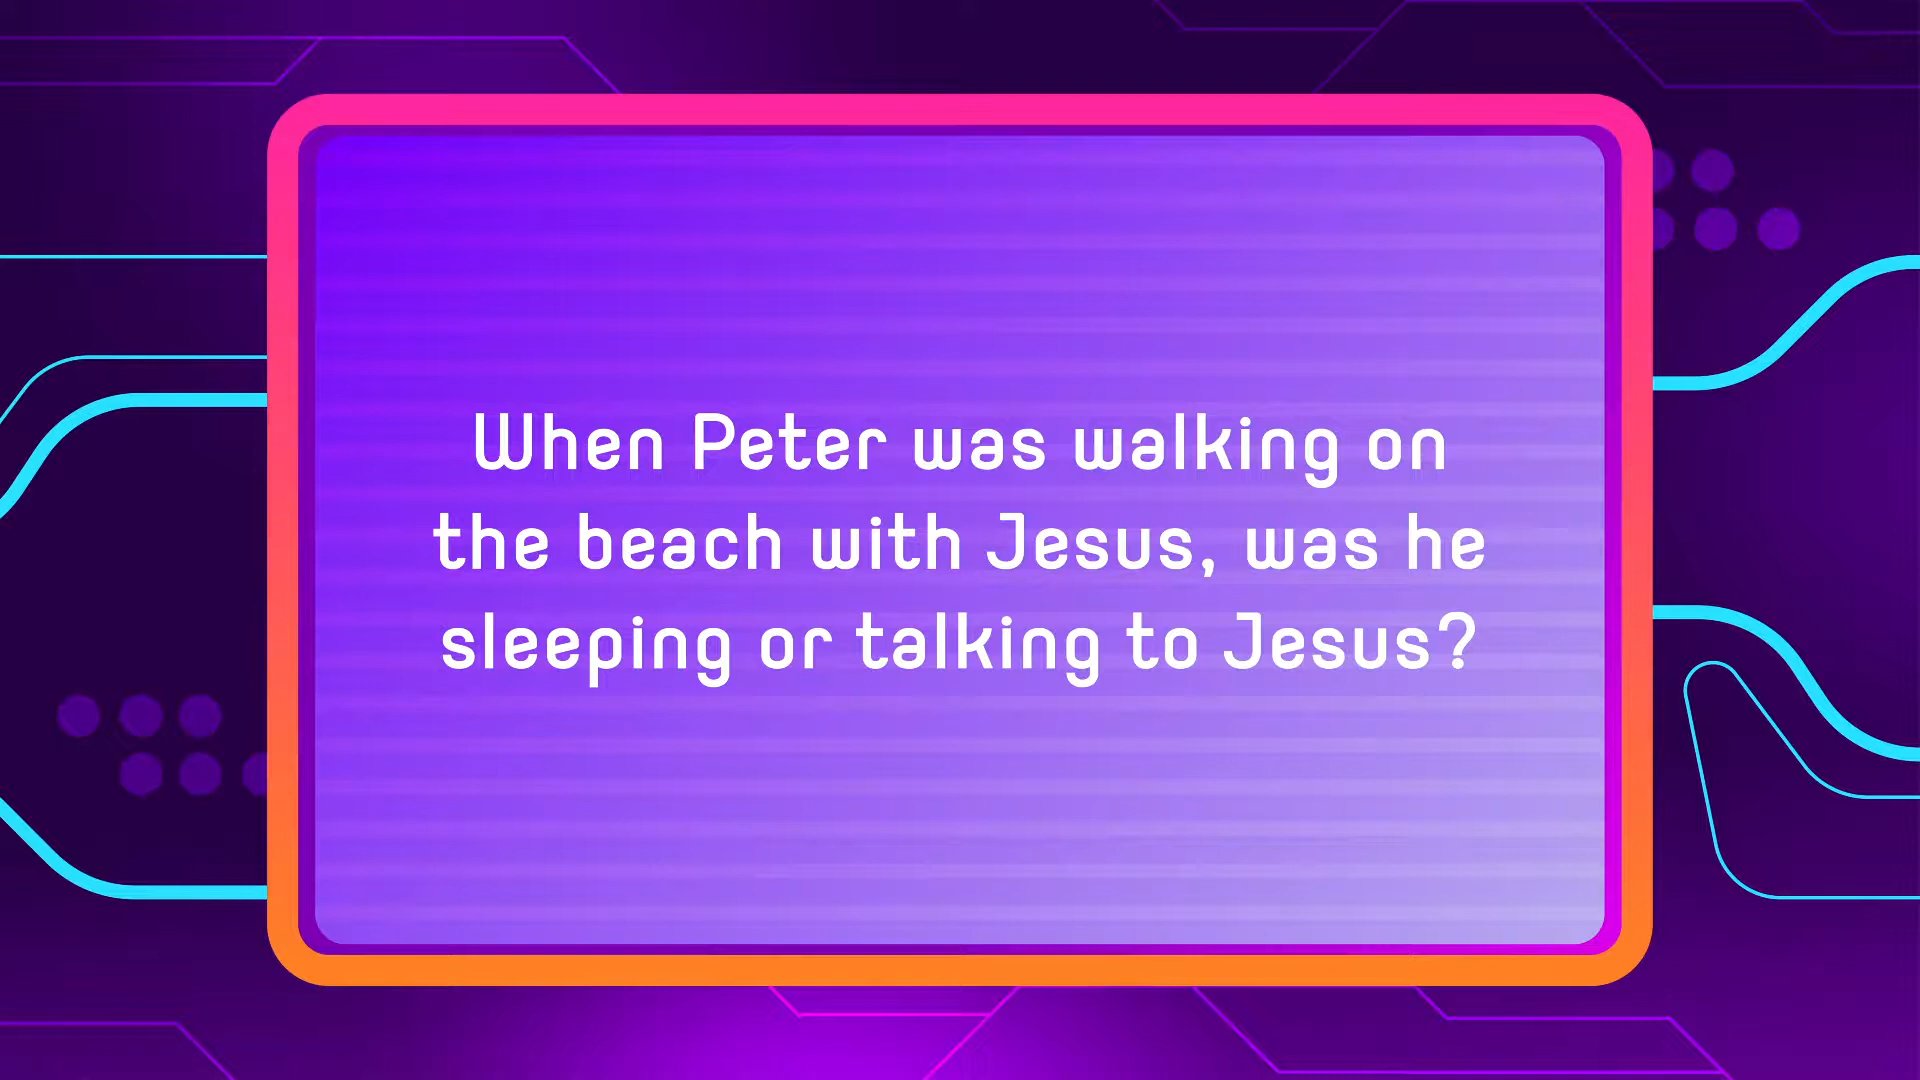 When Peter was walking on
the beach with Jesus, was he
sleeping or talking to Jesus?